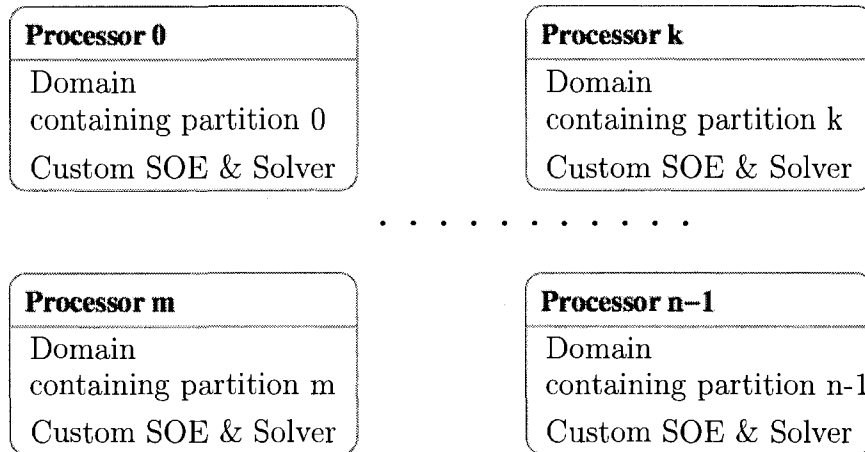 Processor 0
Domain
containing partition 0
Custom SOE & Solver
Processor k
Domain
containing partition k
Custom SOE & Solver
. . . . . . . . . . .
Processor m
Domain
containing partition m
Custom SOE & Solver
Processor n–1
Domain
containing partition n-1
Custom SOE & Solver